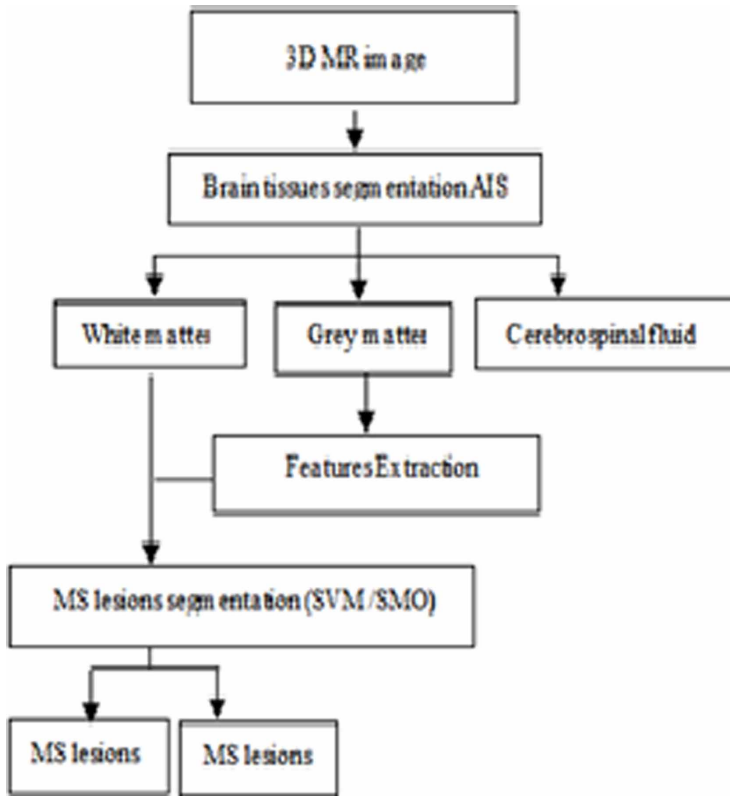 3D MR image
Brain tissues segmentation AIS
White matter
Grey matter
Cerebrospinal fluid
Features Extraction
MS lesions segmentation (SVM/SMO)
MS lesions
MS lesions